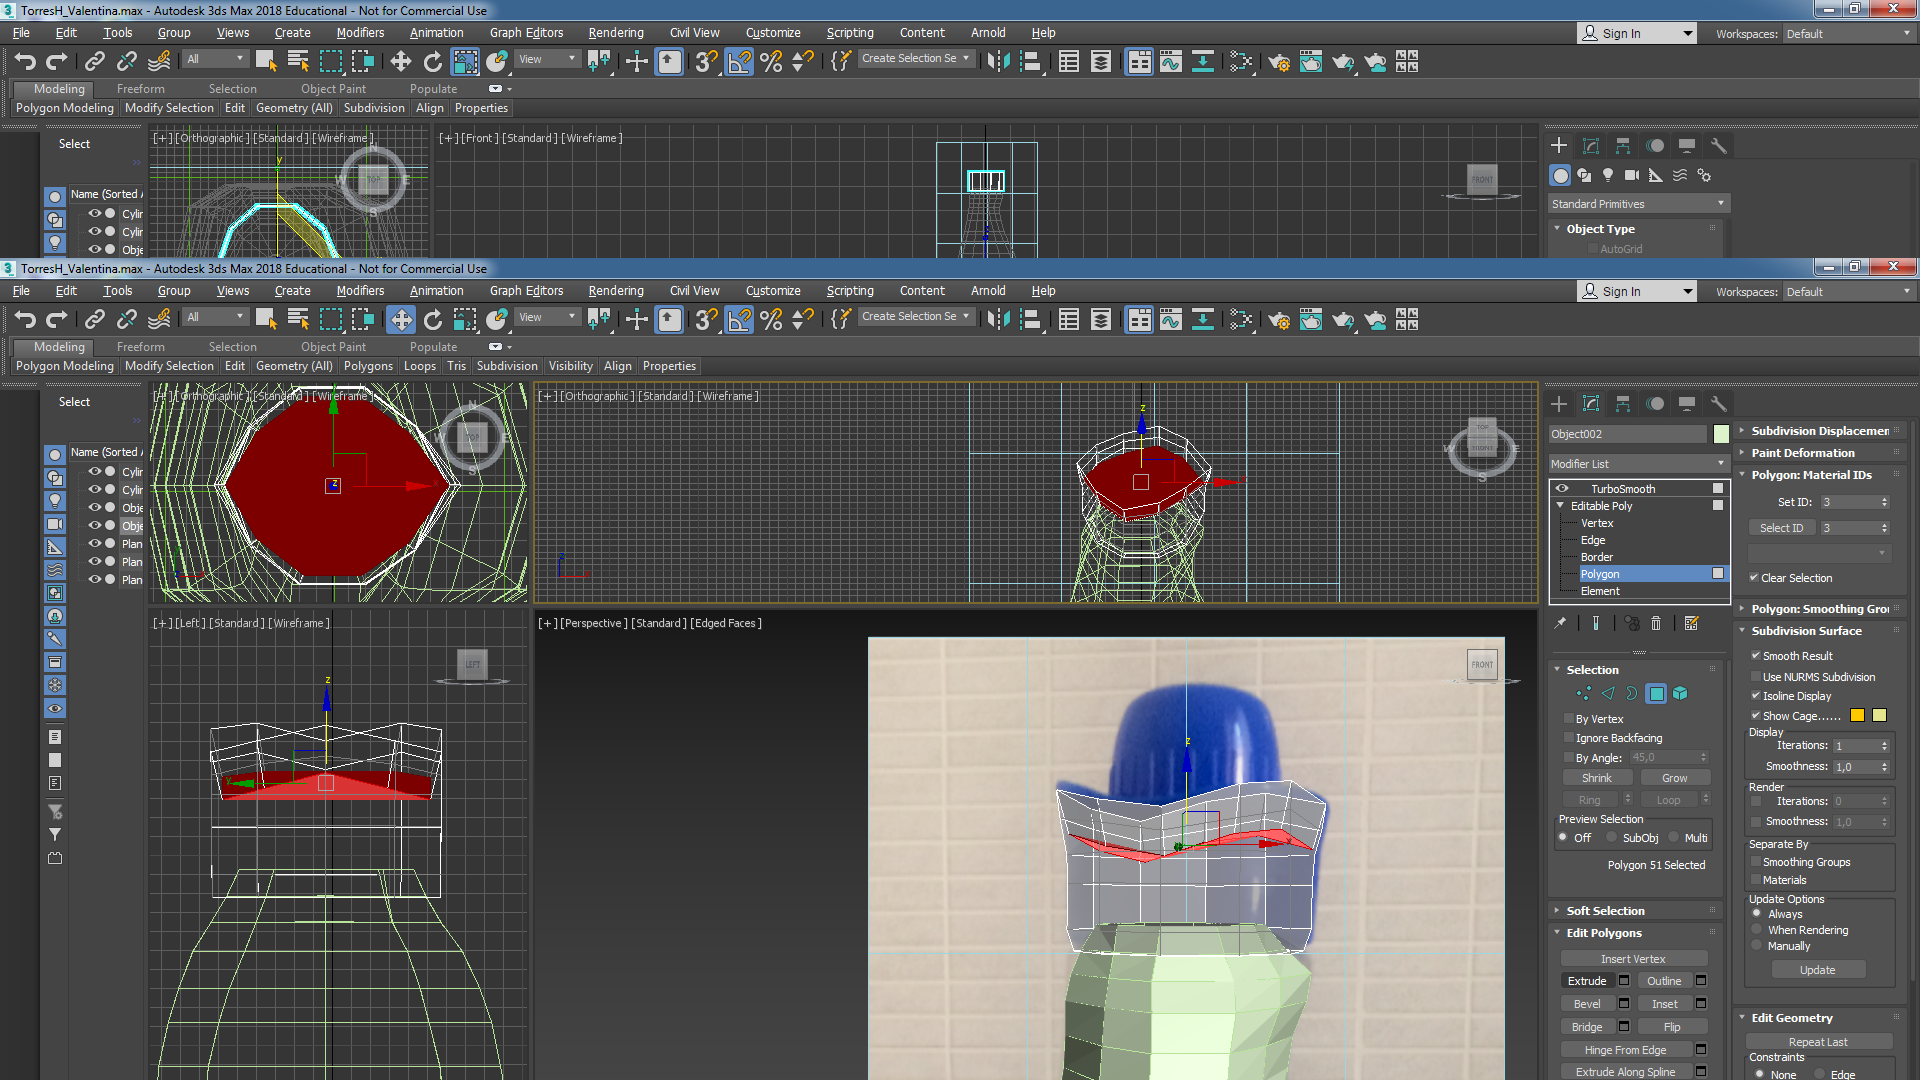 TorresH_Valentina.max - Autodesk 3ds Max 2018 Educational - Not for Commercial Use
File Edit Tools Group Views Create Modifiers Animation Graph Editors Rendering Civil View Customize Scripting Content Arnold Help Sign In Workspaces: Default
All View Create Selection Se
Modeling Freeform Selection Object Paint Populate
Polygon Modeling Modify Selection Edit Geometry (All) Subdivision Align Properties
Select
[+] [Orthographic] [Standard] [Wireframe]
[+] [Front] [Standard] [Wireframe]
TOP
FRONT
Name (Sorted A
Cylin
Cylin
Obje
Standard Primitives
Object Type
AutoGrid
TorresH_Valentina.max - Autodesk 3ds Max 2018 Educational - Not for Commercial Use
File Edit Tools Group Views Create Modifiers Animation Graph Editors Rendering Civil View Customize Scripting Content Arnold Help Sign In Workspaces: Default
All View Create Selection Se
Modeling Freeform Selection Object Paint Populate
Polygon Modeling Modify Selection Edit Geometry (All) Polygons Loops Tris Subdivision Visibility Align Properties
Select
[+] [Orthographic] [Standard] [Wireframe]
[+] [Orthographic] [Standard] [Wireframe]
Name (Sorted A
Cylin
Cylin
Obje
Obje
Plan
Plan
Plan
[+] [Left] [Standard] [Wireframe]
LEFT
[+] [Perspective] [Standard] [Edged Faces]
FRONT
Object002
Modifier List
TurboSmooth
Editable Poly
Vertex
Edge
Border
Polygon
Element
Selection
By Vertex
Ignore Backfacing
By Angle: 45,0
Shrink Grow
Ring Loop
Preview Selection
Off SubObj Multi
Polygon 51 Selected
Soft Selection
Edit Polygons
Insert Vertex
Extrude Outline
Bevel Inset
Bridge Flip
Hinge From Edge
Extrude Along Spline
Subdivision Displacemen
Paint Deformation
Polygon: Material IDs
Set ID: 3
Select ID 3
Clear Selection
Polygon: Smoothing Grou
Subdivision Surface
Smooth Result
Use NURMS Subdivision
Isoline Display
Show Cage......
Display
Iterations: 1
Smoothness: 1,0
Render
Iterations: 0
Smoothness: 1,0
Separate By
Smoothing Groups
Materials
Update Options
Always
When Rendering
Manually
Update
Edit Geometry
Repeat Last
Constraints
None Edge